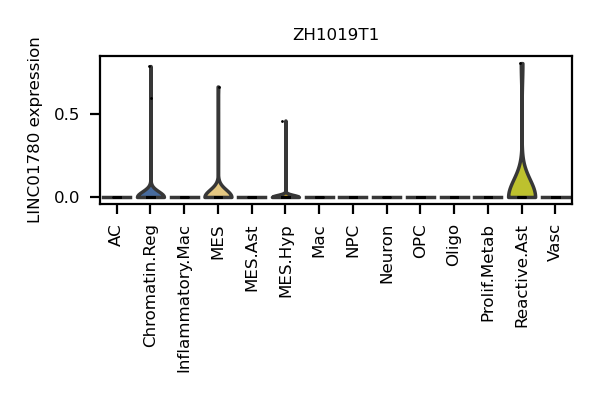 ZH1019T1
LINC01780 expression
0.5
0.0
AC
Chromatin.Reg
Inflammatory.Mac
MES
MES.Ast
MES.Hyp
Mac
NPC
Neuron
OPC
Oligo
Prolif.Metab
Reactive.Ast
Vasc